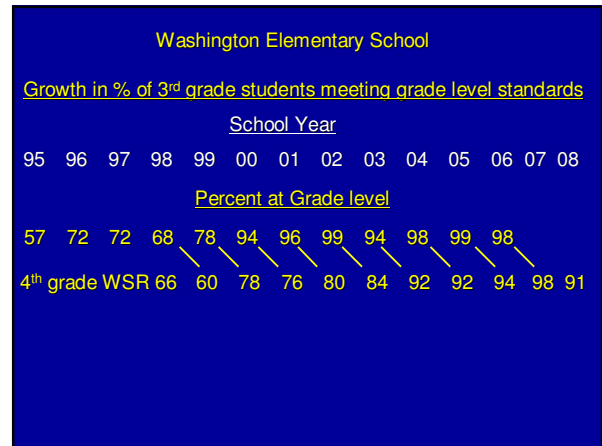 Washington Elementary School
Growth in % of 3rd grade students meeting grade level standards
School Year
95 96 97 98 99 00 01 02 03 04 05 06 07 08
Percent at Grade level
57 72 72 68 78 94 96 99 94 98 99 98
4th grade WSR 66 60 78 76 80 84 92 92 94 98 91